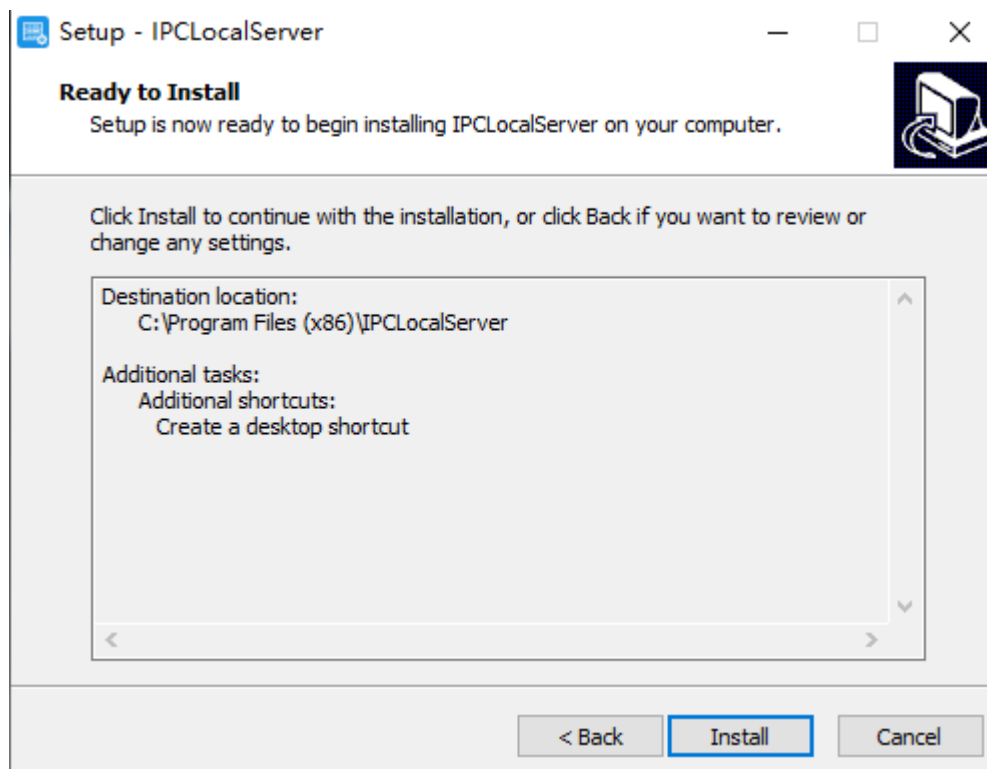 Setup - IPCLocalServer
Ready to Install
Setup is now ready to begin installing IPCLocalServer on your computer.
Click Install to continue with the installation, or click Back if you want to review or
change any settings.
Destination location:
C:\Program Files (x86)\IPCLocalServer
Additional tasks:
Additional shortcuts:
Create a desktop shortcut
< Back Install Cancel